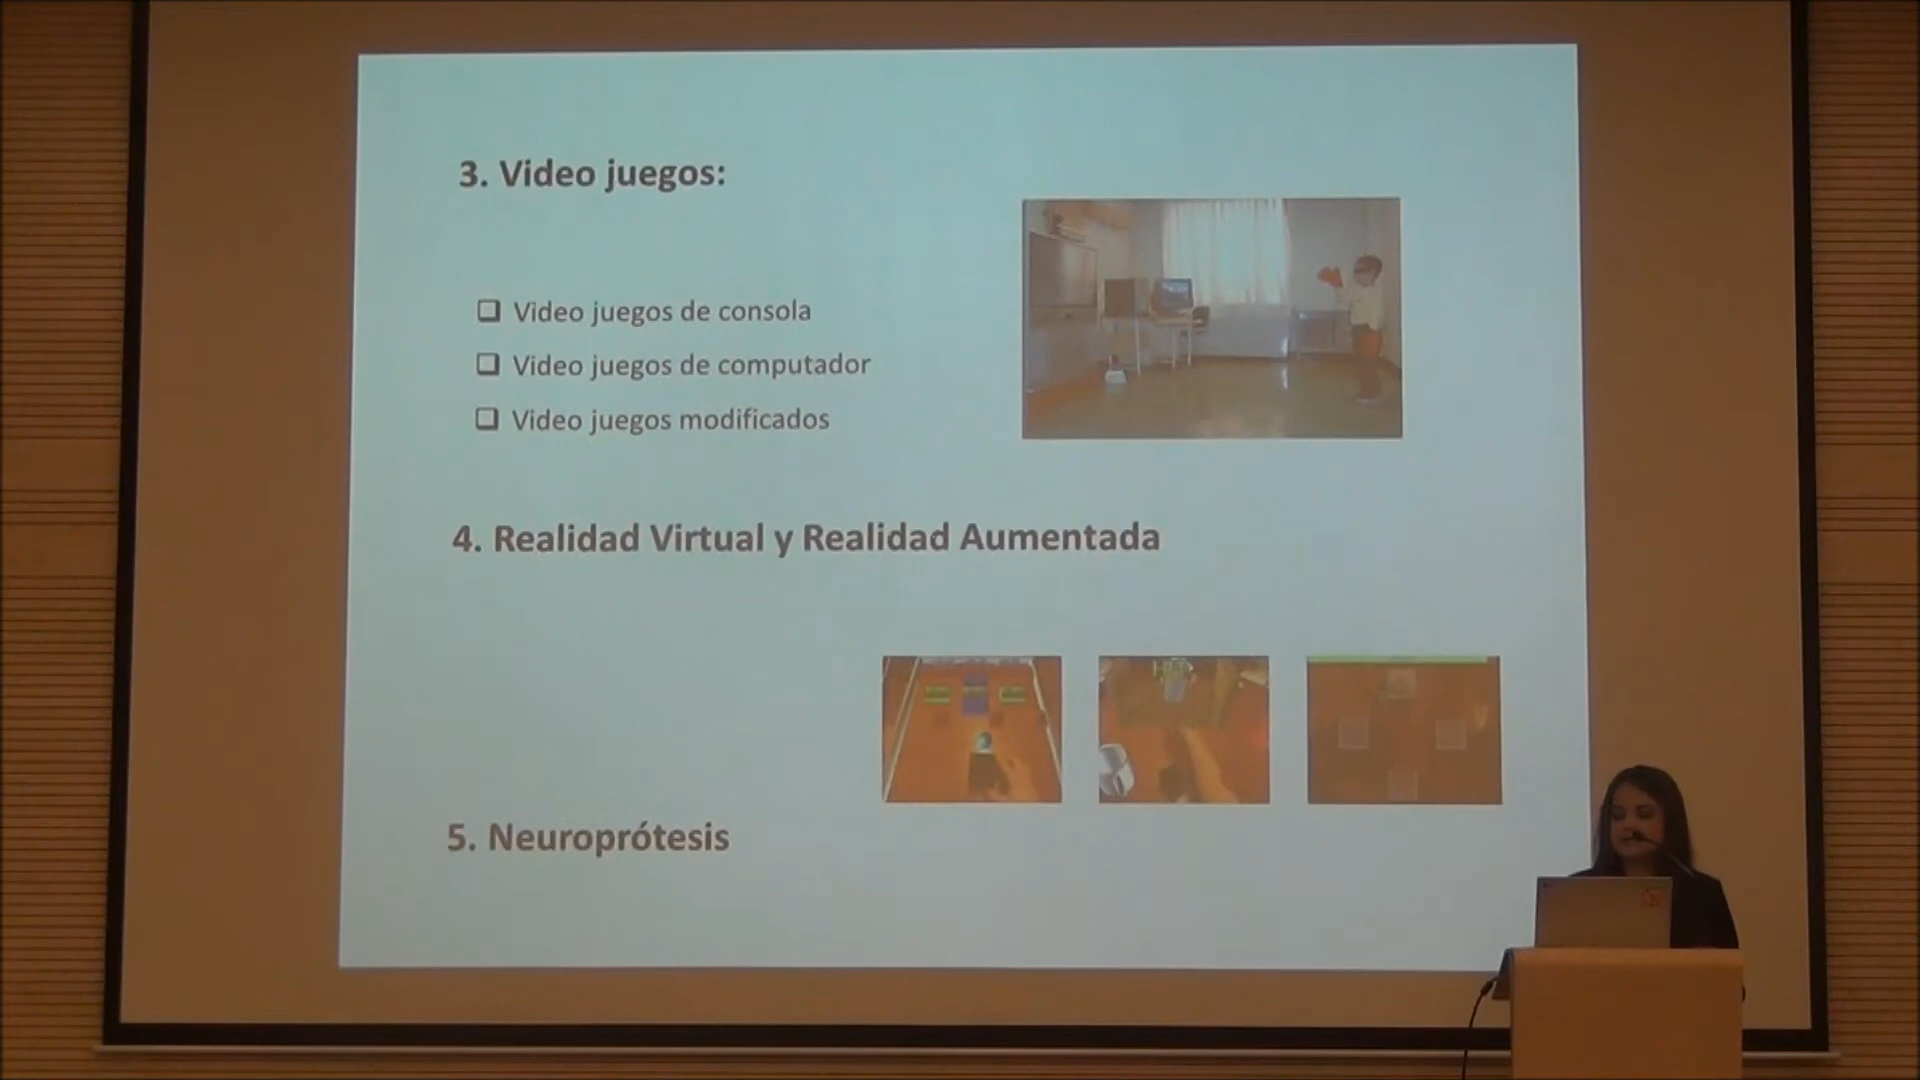 3. Video juegos:
❑ Video juegos de consola
❑ Video juegos de computador
❑ Video juegos modificados
4. Realidad Virtual y Realidad Aumentada
5. Neuroprótesis